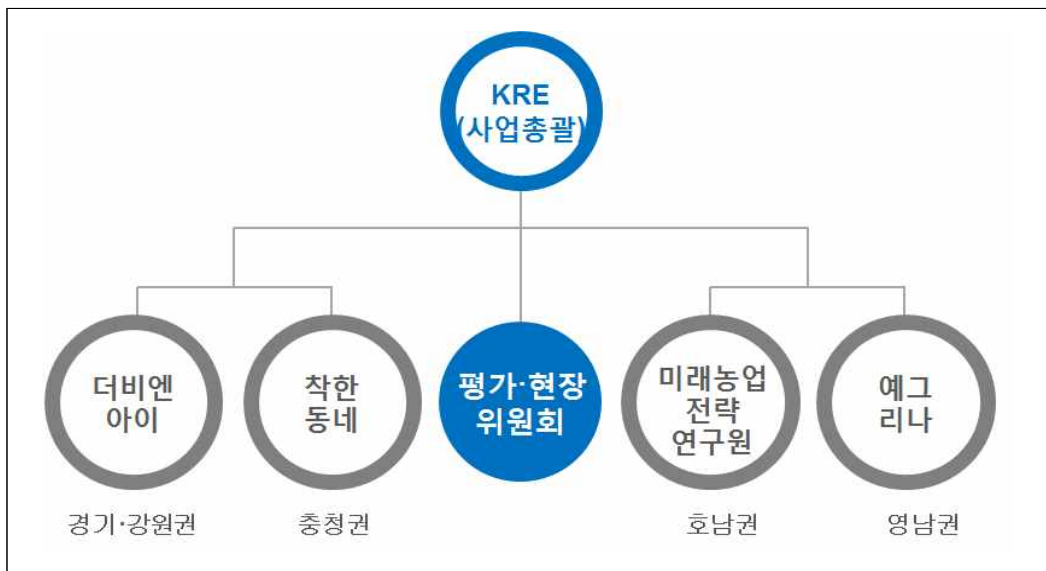 KRE
(사업총괄)
더비엔
아이
착한
동네
평가·현장
위원회
미래농업
전략
연구원
예그
리나
경기·강원권
충청권
호남권
영남권